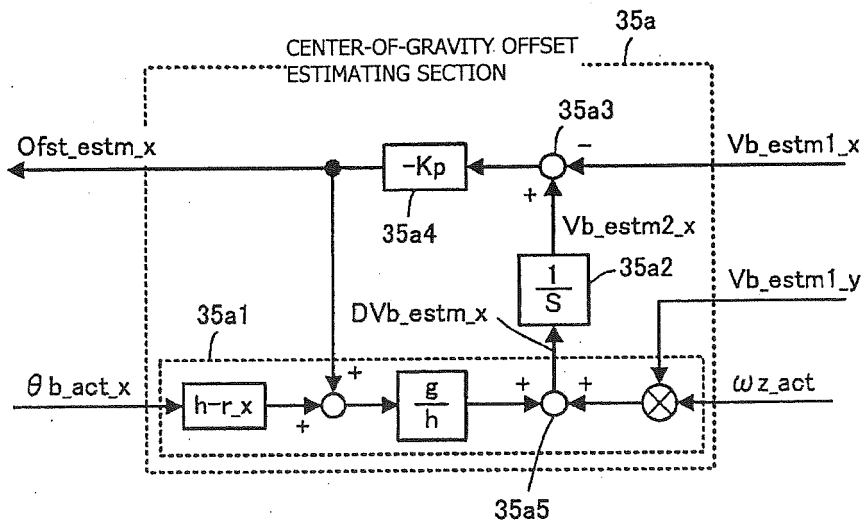 35a
CENTER-OF-GRAVITY OFFSET
ESTIMATING SECTION
35a3
Ofst_estm_x
-Kp
−
Vb_estm1_x
+
35a4
Vb_estm2_x
1
S
35a2
Vb_estm1_y
DVb_estm_x
35a1
+
θb_act_x
h-r_x
+
g
h
+
+
ωz_act
35a5